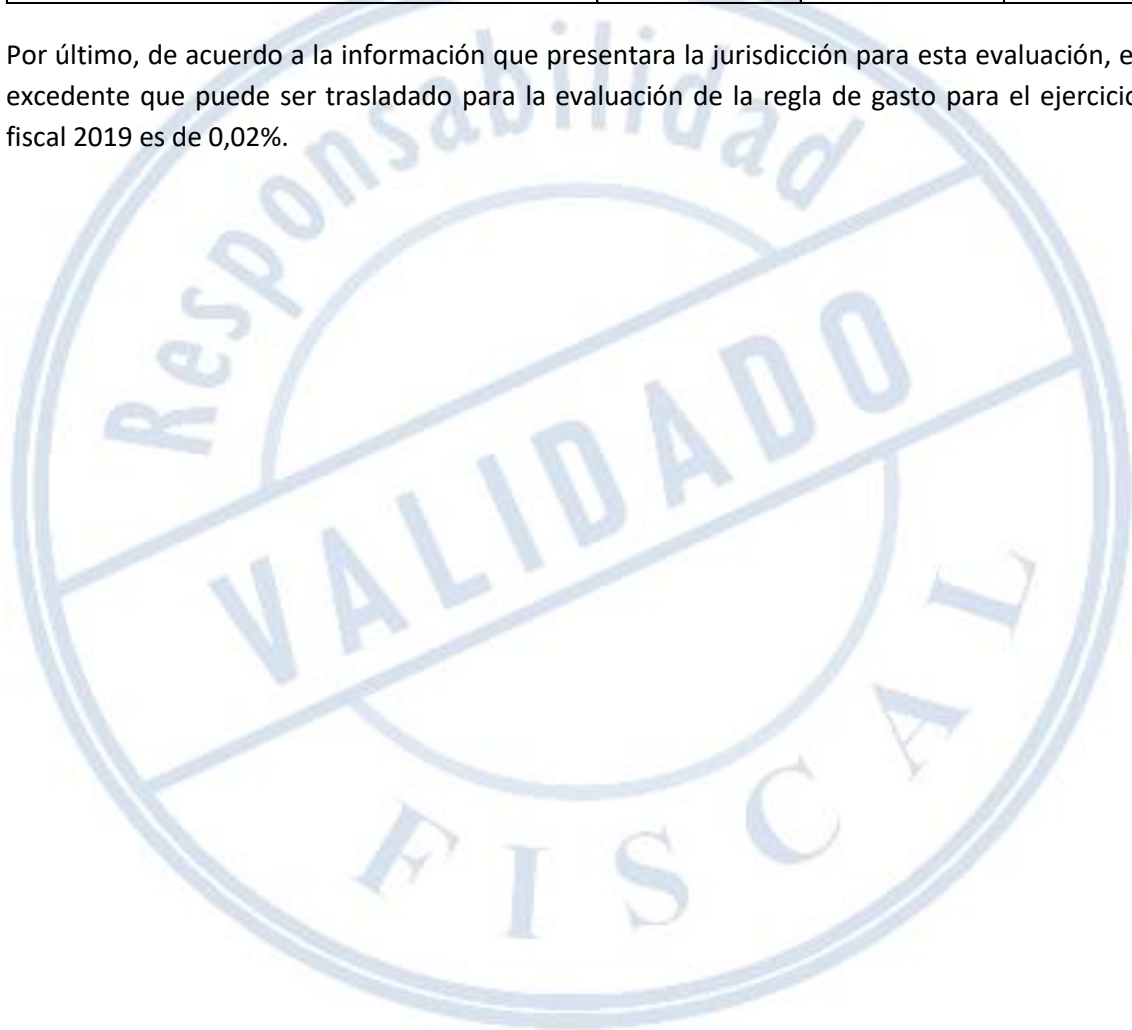 Por último, de acuerdo a la información que presentara la jurisdicción para esta evaluación, e
excedente que puede ser trasladado para la evaluación de la regla de gasto para el ejercicio
fiscal 2019 es de 0,02%.
Responsabilidad
VALIDADO
FISCAL